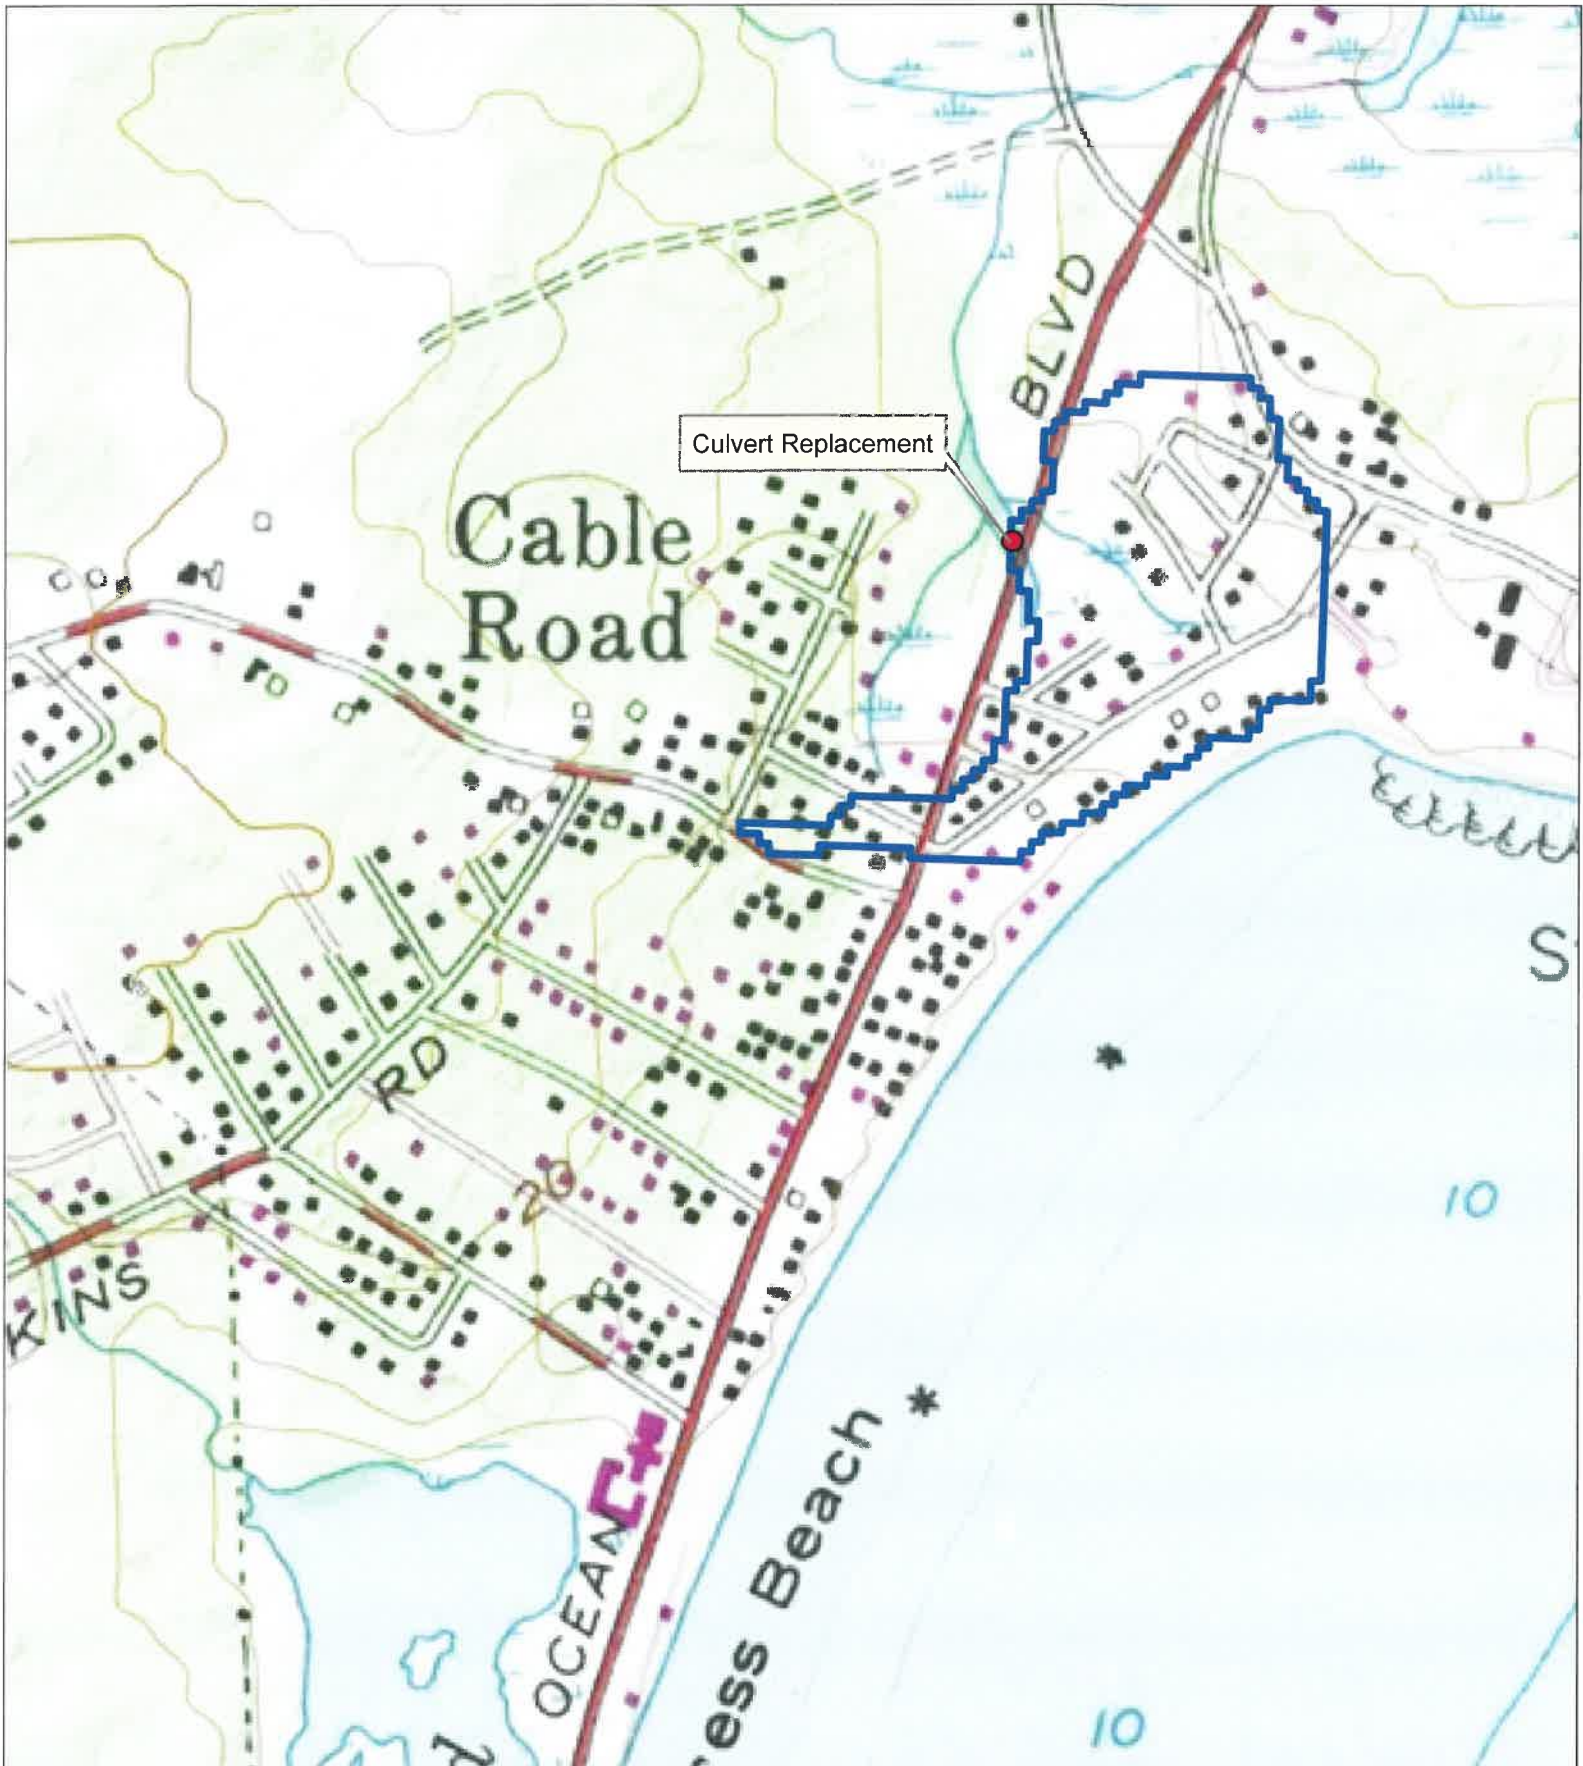 BLVD
Culvert Replacement
Cable
Road
S
RD
20
10
KINS
OCEAN
ess Beach
10
d